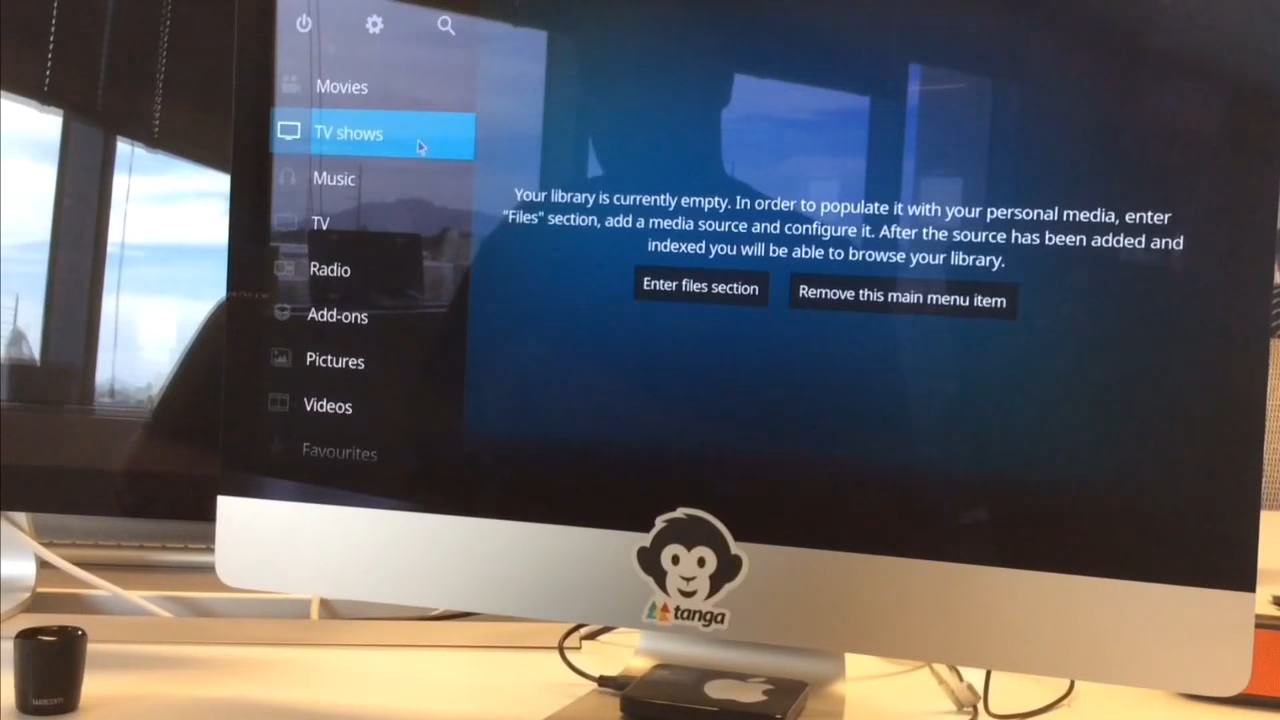 Movies
TV shows
Music
TV
Radio
Add-ons
Pictures
Videos
Favourites
Your library is currently empty. In order to populate it with your personal media, enter
"Files" section, add a media source and configure it. After the source has been added and
indexed you will be able to browse your library.
Enter files section
Remove this main menu item
tanga